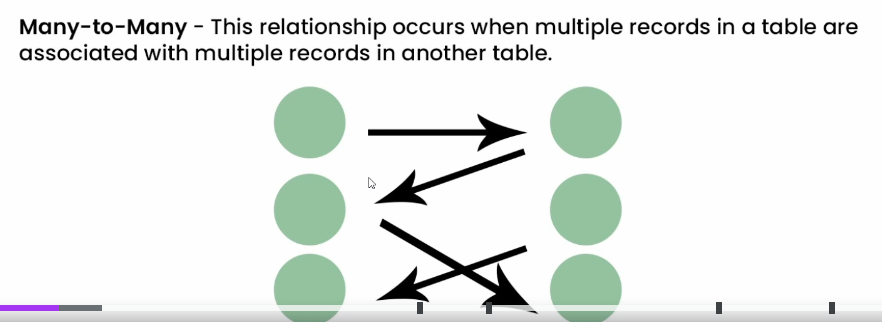 Many-to-Many - This relationship occurs when multiple records in a table are
associated with multiple records in another table.